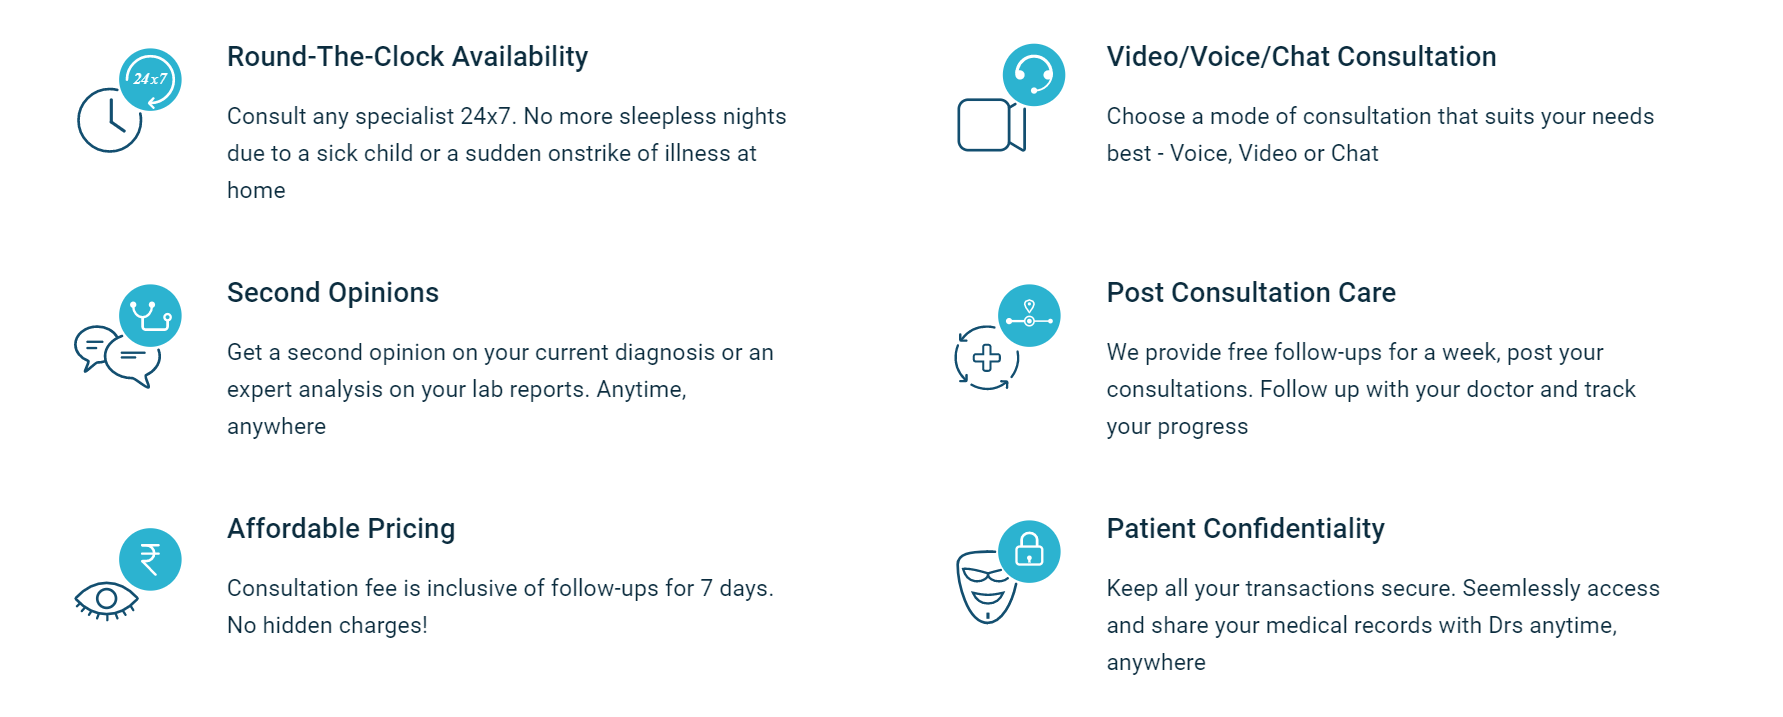 24x7
Round-The-Clock Availability
Consult any specialist 24x7. No more sleepless nights
due to a sick child or a sudden onstrike of illness at
home
Video/Voice/Chat Consultation
Choose a mode of consultation that suits your needs
best - Voice, Video or Chat
Second Opinions
Get a second opinion on your current diagnosis or an
expert analysis on your lab reports. Anytime,
anywhere
Post Consultation Care
We provide free follow-ups for a week, post your
consultations. Follow up with your doctor and track
your progress
₹
Affordable Pricing
Consultation fee is inclusive of follow-ups for 7 days.
No hidden charges!
Patient Confidentiality
Keep all your transactions secure. Seemlessly access
and share your medical records with Drs anytime,
anywhere